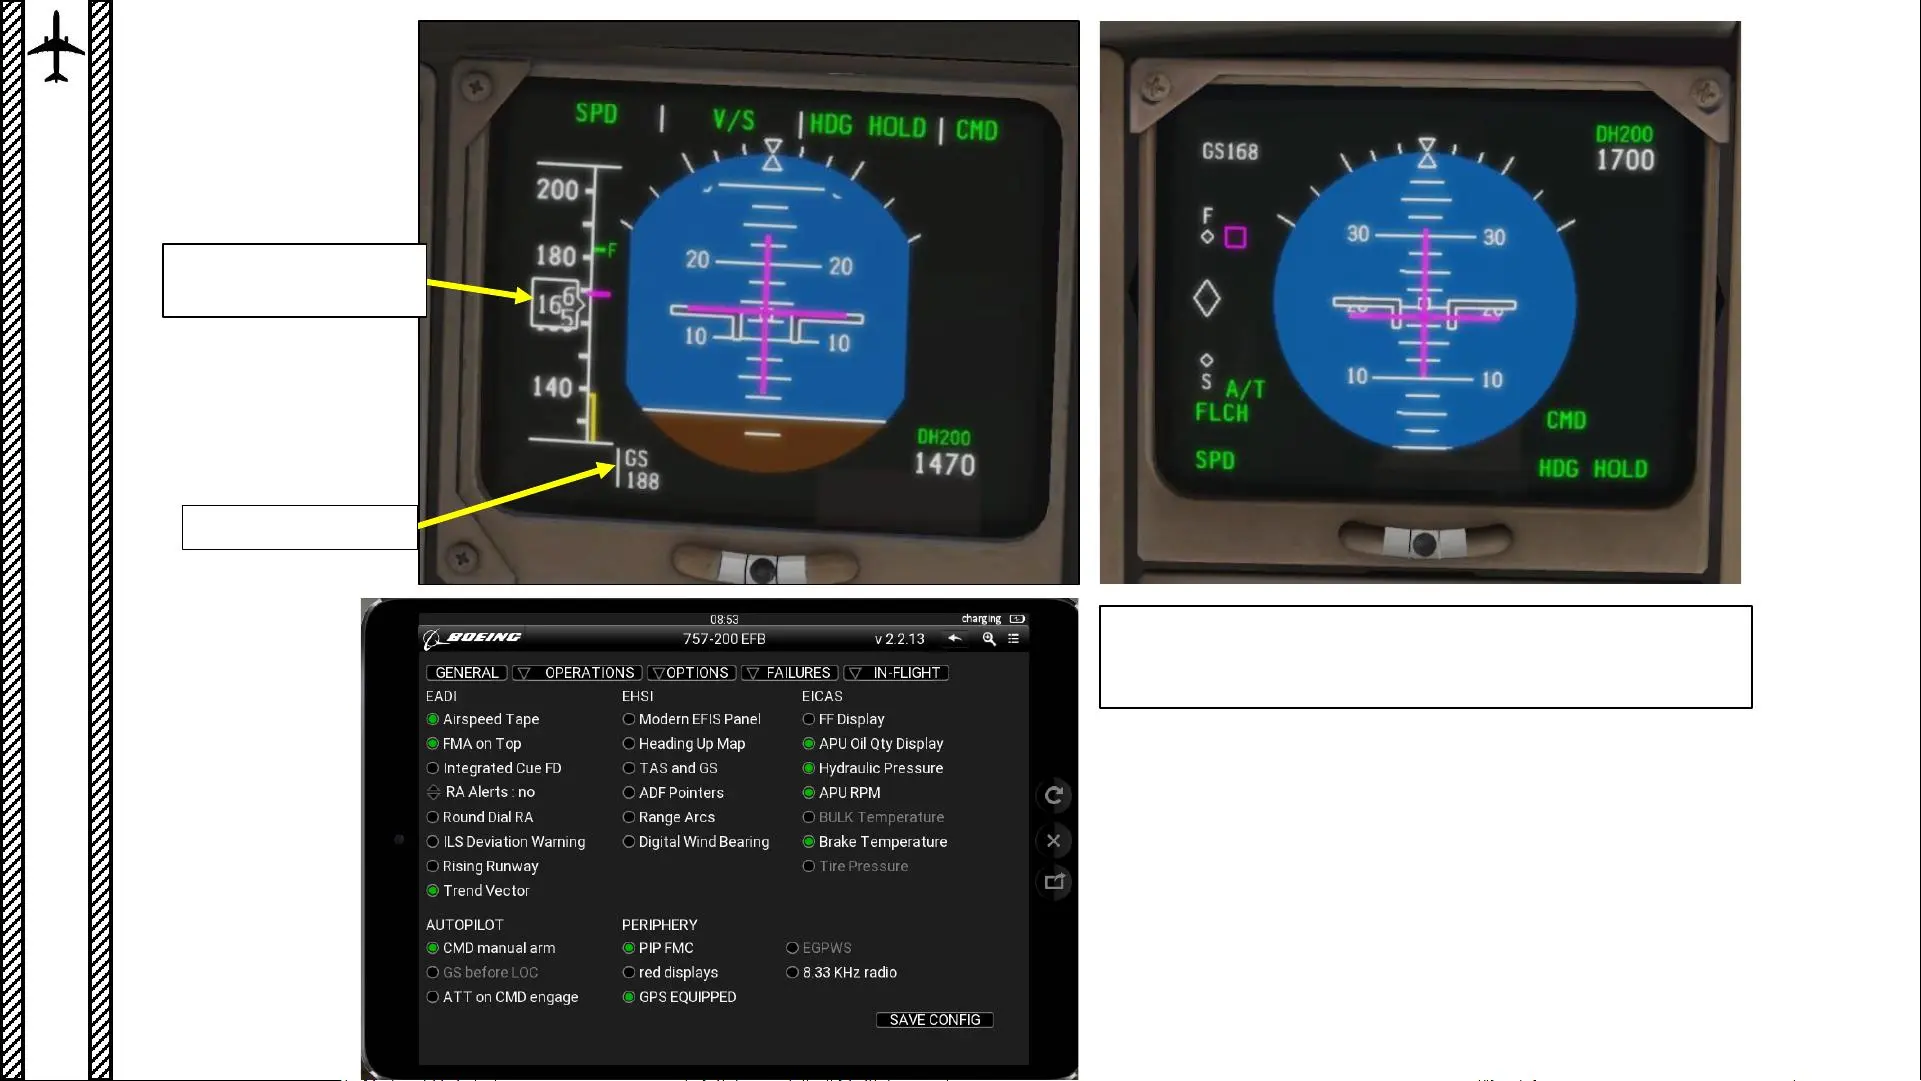 SPD | V/S | HDG HOLD | CMD
200
180
F
16 6
5
140
20 20
10 10
GS
188
DH200
1470
GS168
DH200
1700
F
S
30 30
20 20
10 10
A/T
FLCH
SPD
CMD
HDG HOLD
08:53
charging
BOEING
757-200 EFB
v 2.2.13
GENERAL
OPERATIONS
OPTIONS
FAILURES
IN-FLIGHT
EADI
Airspeed Tape
FMA on Top
Integrated Cue FD
RA Alerts : no
Round Dial RA
ILS Deviation Warning
Rising Runway
Trend Vector
EHSI
Modern EFIS Panel
Heading Up Map
TAS and GS
ADF Pointers
Range Arcs
Digital Wind Bearing
EICAS
FF Display
APU Oil Qty Display
Hydraulic Pressure
APU RPM
BULK Temperature
Brake Temperature
Tire Pressure
AUTOPILOT
CMD manual arm
GS before LOC
ATT on CMD engage
PERIPHERY
PIP FMC
red displays
GPS EQUIPPED
EGPWS
8.33 KHz radio
SAVE CONFIG